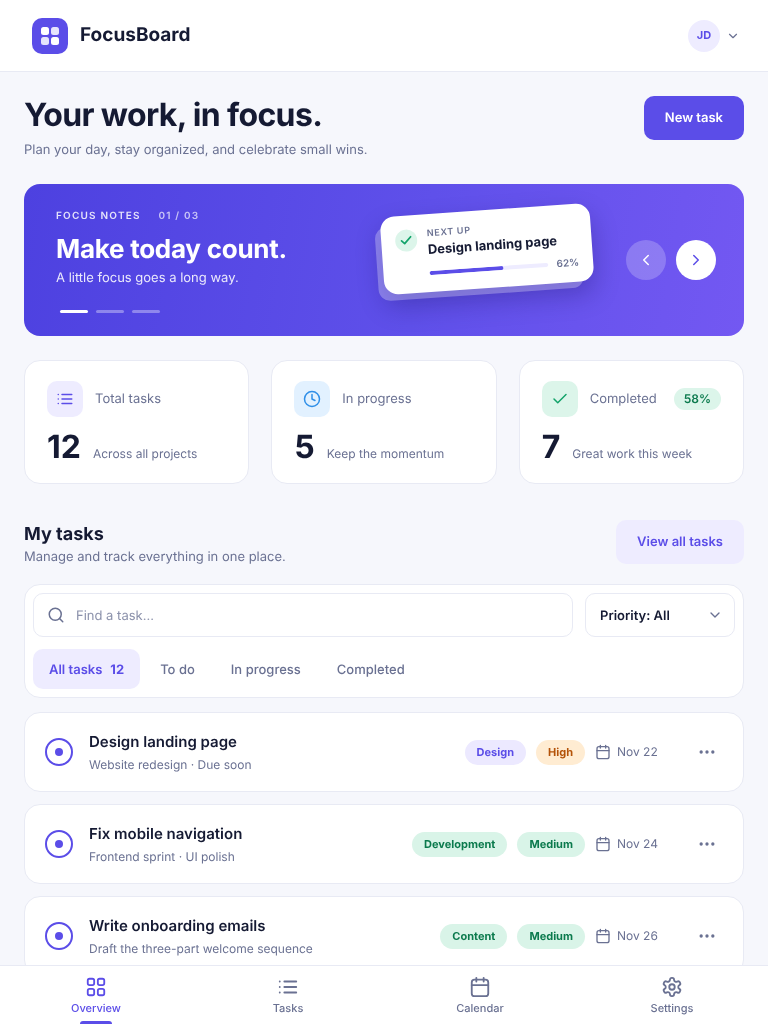 FocusBoard
JD
Your work, in focus.
Plan your day, stay organized, and celebrate small wins.
New task
FOCUS NOTES 01 / 03
Make today count.
A little focus goes a long way.
NEXT UP
Design landing page
62%
Total tasks
12 Across all projects
In progress
5 Keep the momentum
Completed 58%
7 Great work this week
My tasks
Manage and track everything in one place.
View all tasks
Find a task...
Priority: All
All tasks 12 To do In progress Completed
Design landing page
Website redesign · Due soon
Design High Nov 22
Fix mobile navigation
Frontend sprint · UI polish
Development Medium Nov 24
Write onboarding emails
Draft the three-part welcome sequence
Content Medium Nov 26
Overview Tasks Calendar Settings